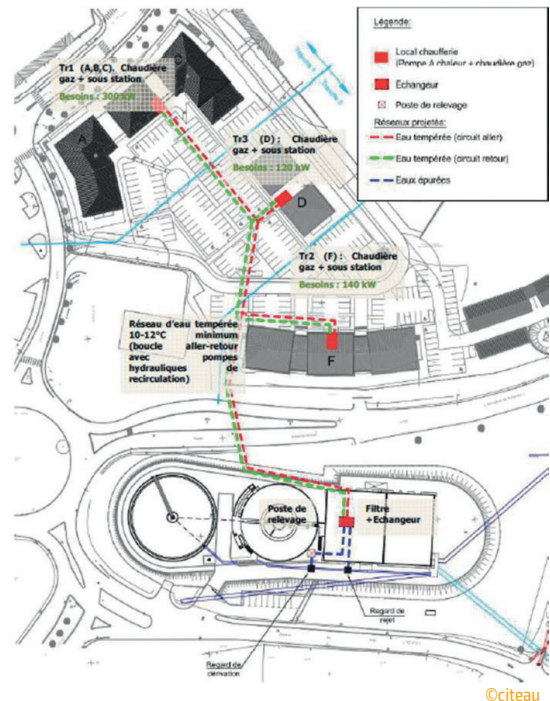 Légende:
Local chaufferie
(Pompe à chaleur + chaudière gaz)
Echangeur
Poste de relevage
Réseaux projetés:
Eau tempérée (circuit aller)
Eau tempérée (circuit retour)
Eaux épurées
Tr1 (A,B,C). Chaudière
gaz + sous station
Besoins : 300 kW
C
A
Tr3 (D) : Chaudière
gaz + sous station
Besoins : 120 kW
D
Tr2 (F) : Chaudière
gaz + sous station
Besoins : 140 kW
Réseau d'eau tempérée
10-12°C minimum
(boucle aller-retour
avec pompes
hydrauliques de
recirculation)
F
Poste de
relèvage
Filtre
+Echangeur
Regard de
rejet
Regard de
dérivation
©citeau